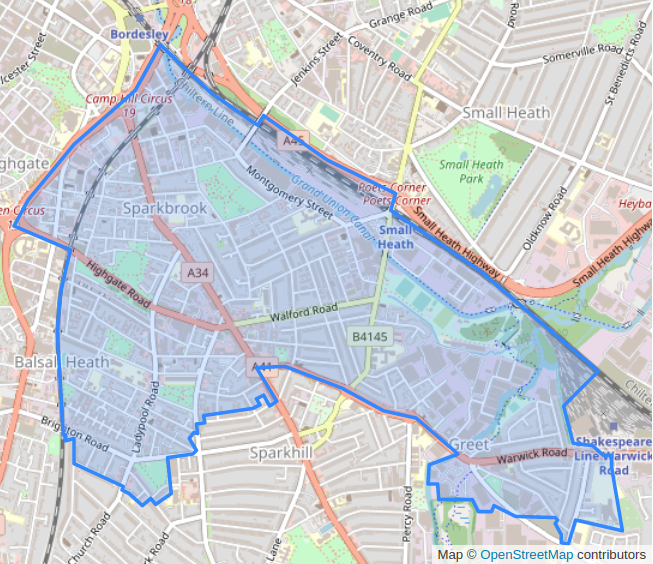 Bordesley
Grange Road
Jenkins Street
Coventry Road
Road
Somerville Road
St Benedicts Road
Camp Hill Circus
19
Chiltern Line
A45
Small Heath
Small Heath
Park
Highgate
Montgomery Street
Grand Union Canal
Poets Corner
Poets Corner
Oldknow Road
Sparkbrook
Small Heath Highway
Small
Heath
Small Heath Highway
Highgate Road
A34
Walford Road
B4145
Balsall Heath
A41
Ladypool Road
Brighton Road
Sparkhill
Greet
Warwick Road
Shakespeare
Line Warwick
Road
Percy Road
Church Road
Lane
Map © OpenStreetMap contributors